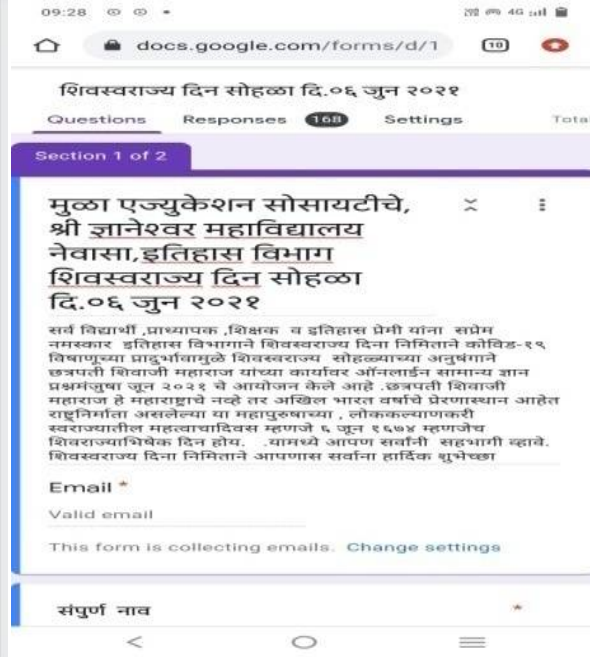 09:28
4G
docs.google.com/forms/d/1
10
शिवस्वराज्य दिन सोहळा दि.०६ जुन २०२१
Questions Responses 168 Settings Tota
Section 1 of 2
मुळा एज्युकेशन सोसायटीचे,
श्री ज्ञानेश्वर महाविद्यालय
नेवासा,इतिहास विभाग
शिवस्वराज्य दिन सोहळा
दि.०६ जुन २०२१
सर्व विद्यार्थी ,प्राध्यापक ,शिक्षक व इतिहास प्रेमी यांना सप्रेम
नमस्कार इतिहास विभागाने शिवस्वराज्य दिना निमिताने कोविड-१९
विषाणूच्या प्रादुर्भावामुळे शिवस्वराज्य सोहळ्याच्या अनुषंगाने
छत्रपती शिवाजी महाराज यांच्या कार्यावर ऑनलाईन सामान्य ज्ञान
प्रश्नमंजुषा जून २०२१ चे आयोजन केले आहे .छत्रपती शिवाजी
महाराज हे महाराष्ट्राचे नव्हे तर अखिल भारत वर्षाचे प्रेरणास्थान आहेत
राष्ट्रनिर्माता असलेल्या या महापुरुषाच्या , लोककल्याणकरी
स्वराज्यातील महत्वाचादिवस म्हणजे ६ जून १६७४ म्हणजेच
शिवराज्याभिषेक दिन होय. .यामध्ये आपण सर्वांनी सहभागी व्हावे.
शिवस्वराज्य दिना निमिताने आपणास सर्वांना हार्दिक शुभेच्छा
Email *
Valid email
This form is collecting emails. Change settings
संपुर्ण नाव *